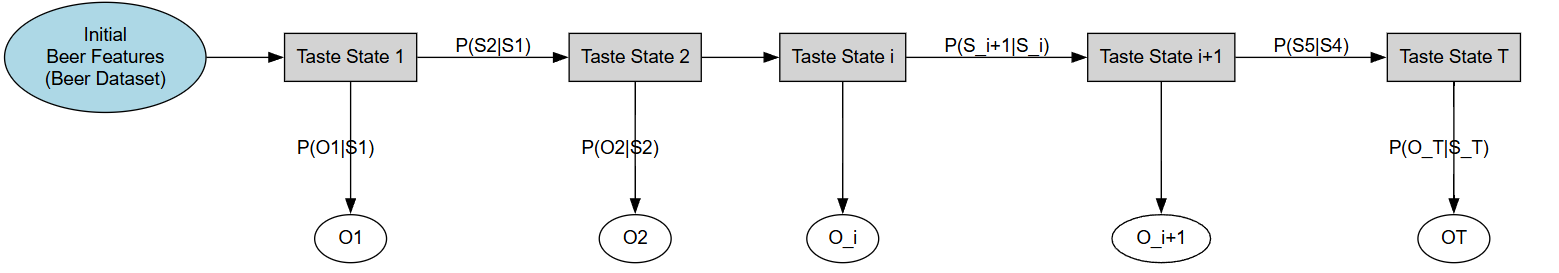 Initial
Beer Features
(Beer Dataset)
Taste State 1
P(S2|S1)
Taste State 2
Taste State i
P(S_i+1|S_i)
Taste State i+1
P(S5|S4)
Taste State T
P(O1|S1)
P(O2|S2)
P(O_T|S_T)
O1
O2
O_i
O_i+1
OT